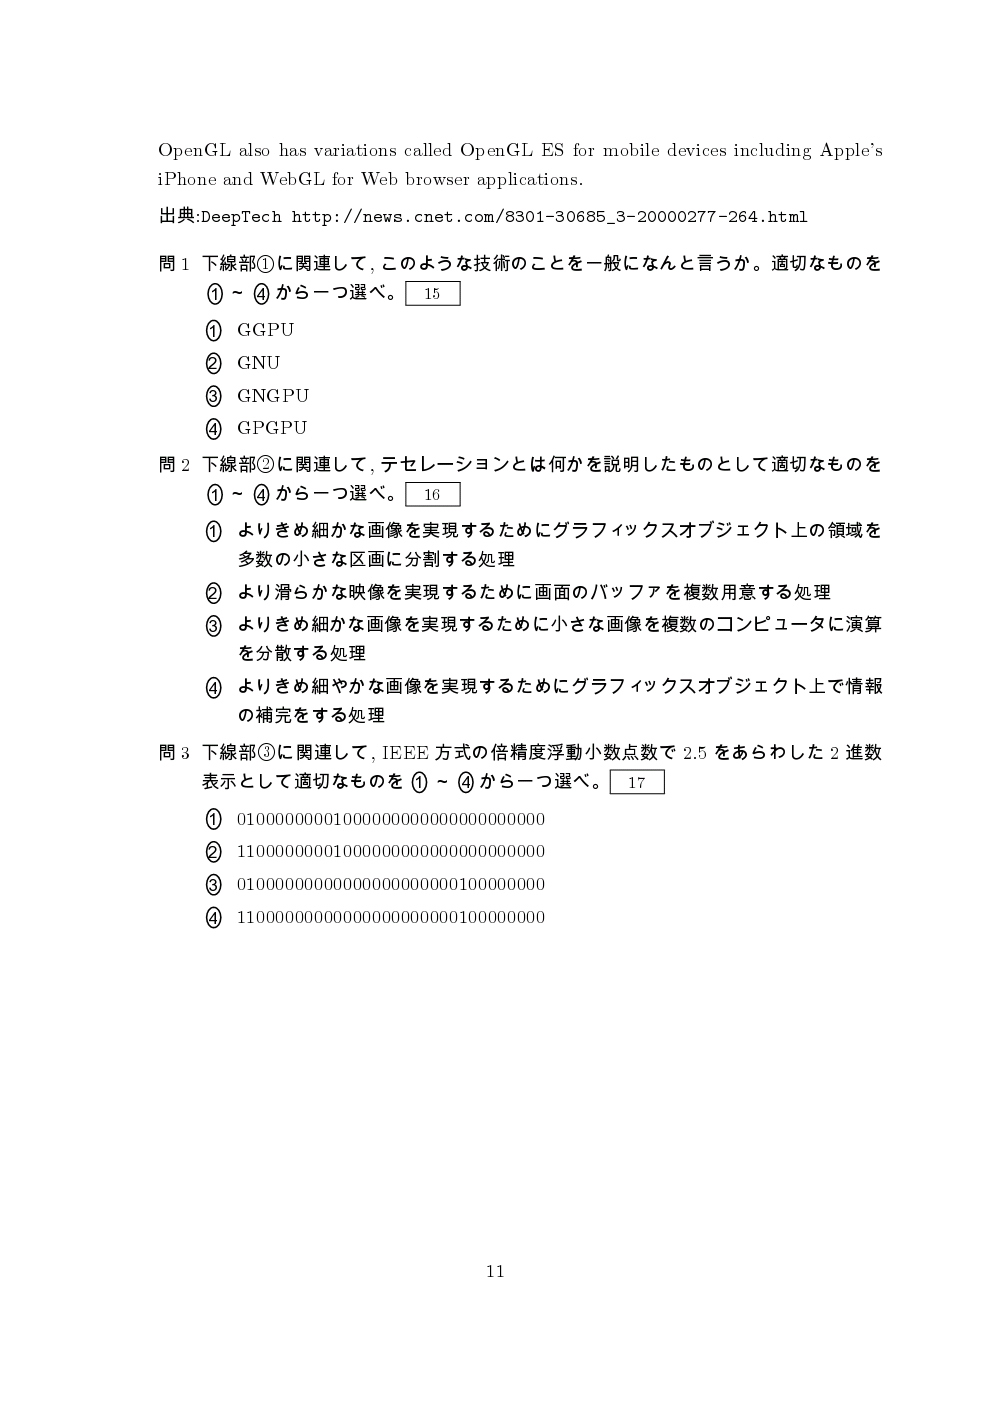 OpenGL also has variations called OpenGL ES for mobile devices including Apple's
iPhone and WebGL for Web browser applications.
出典:DeepTech http://news.cnet.com/8301-30685_3-20000277-264.html
問 1 下線部①に関連して, このような技術のことを一般になんと言うか。適切なものを
① ~ ④ から一つ選べ。 15
① GGPU
② GNU
③ GNGPU
④ GPGPU
問 2 下線部②に関連して, テセレーションとは何かを説明したものとして適切なものを
① ~ ④ から一つ選べ。 16
① よりきめ細かな画像を実現するためにグラフィックスオブジェクト上の領域を
多数の小さな区画に分割する処理
② より滑らかな映像を実現するために画面のバッファを複数用意する処理
③ よりきめ細かな画像を実現するために小さな画像を複数のコンピュータに演算
を分散する処理
④ よりきめ細やかな画像を実現するためにグラフィックスオブジェクト上で情報
の補完をする処理
問 3 下線部③に関連して, IEEE 方式の倍精度浮動小数点数で 2.5 をあらわした 2 進数
表示として適切なものを ① ~ ④ から一つ選べ。 17
① 01000000001000000000000000000000
② 11000000001000000000000000000000
③ 01000000000000000000000100000000
④ 11000000000000000000000100000000
11